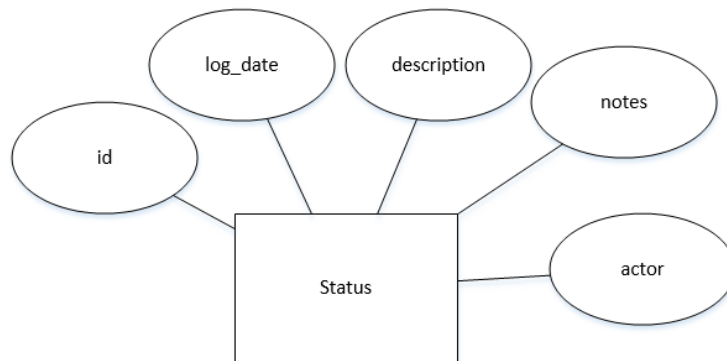 log_date
description
notes
id
actor
Status